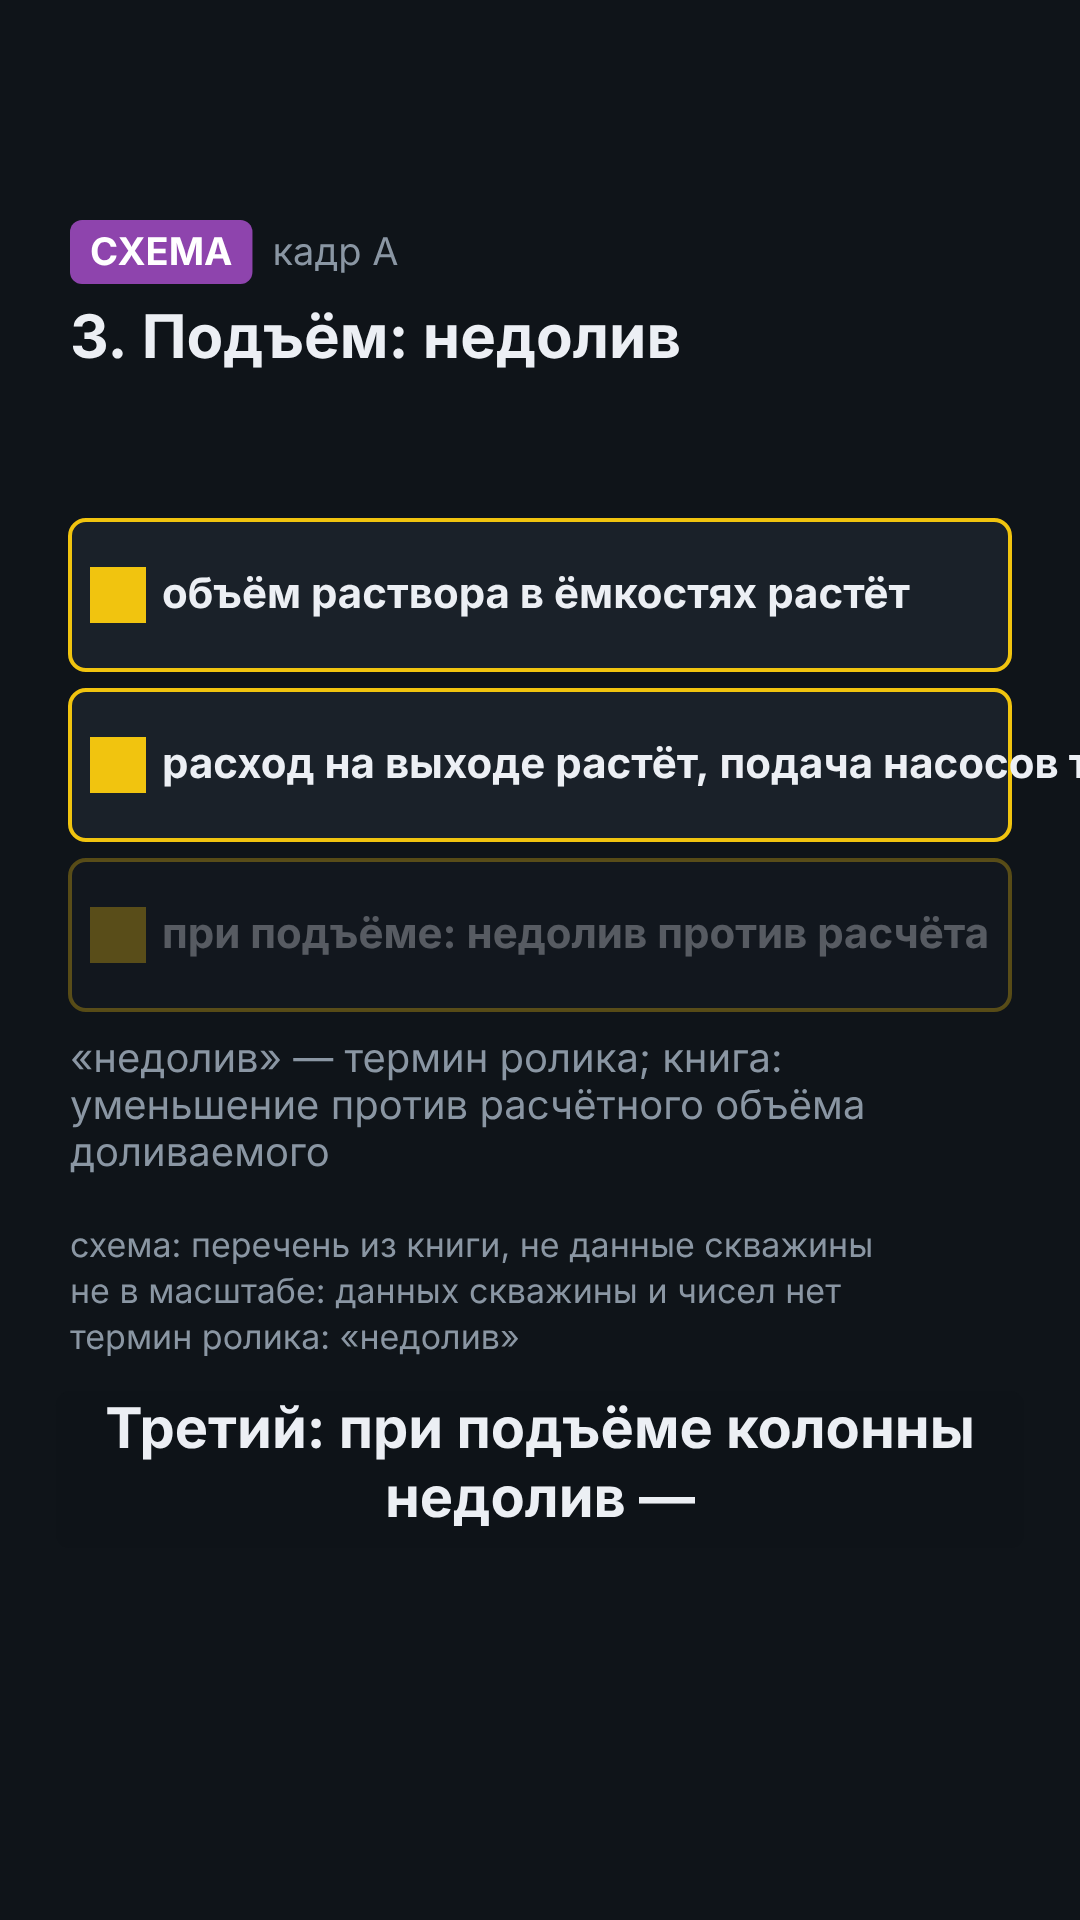 СХЕМА кадр А
3. Подъём: недолив
объём раствора в ёмкостях растёт
расход на выходе растёт, подача насосов
при подъёме: недолив против расчёта
«недолив» — термин ролика; книга:
уменьшение против расчётного объёма
доливаемого
схема: перечень из книги, не данные скважины
не в масштабе: данных скважины и чисел нет
термин ролика: «недолив»
Третий: при подъёме колонны
недолив —